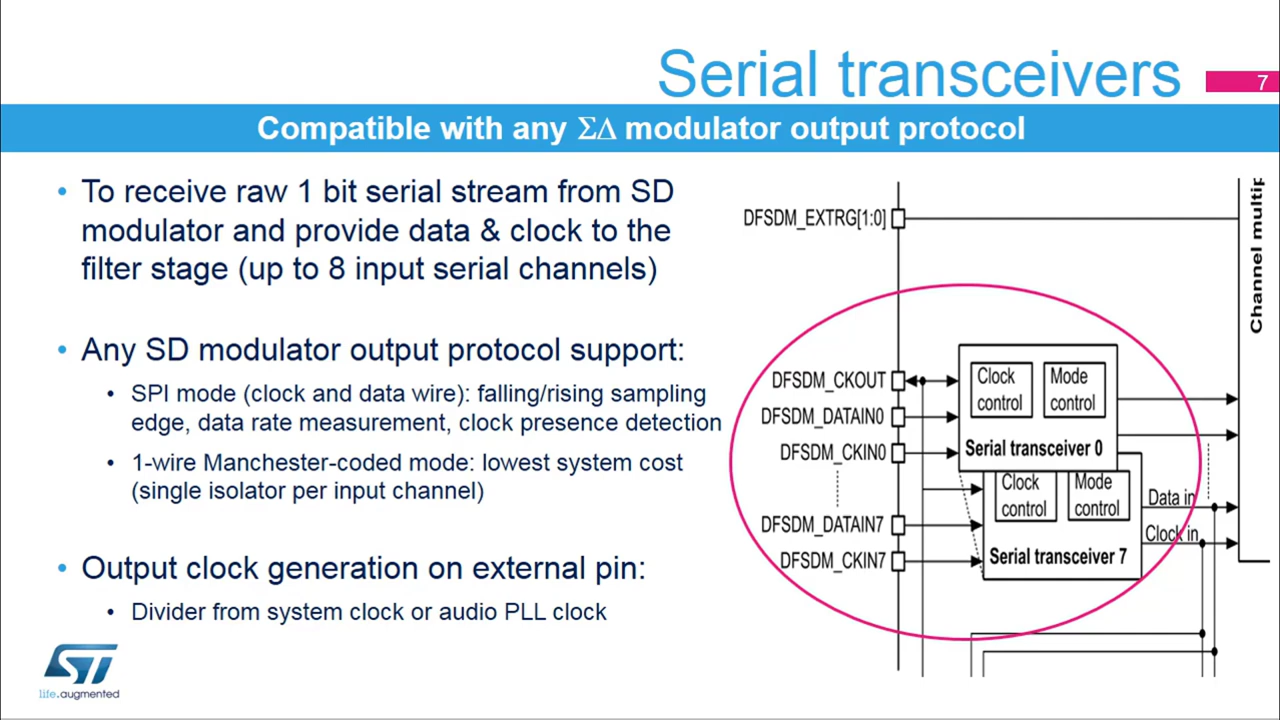 Serial transceivers
7
Compatible with any ΣΔ modulator output protocol
• To receive raw 1 bit serial stream from SD
modulator and provide data & clock to the
filter stage (up to 8 input serial channels)
• Any SD modulator output protocol support:
• SPI mode (clock and data wire): falling/rising sampling
edge, data rate measurement, clock presence detection
• 1-wire Manchester-coded mode: lowest system cost
(single isolator per input channel)
• Output clock generation on external pin:
• Divider from system clock or audio PLL clock
DFSDM_EXTRG[1:0]
DFSDM_CKOUT
DFSDM_DATAIN0
DFSDM_CKIN0
DFSDM_DATAIN7
DFSDM_CKIN7
Clock
control
Mode
control
Serial transceiver 0
Clock
control
Mode
control
Serial transceiver 7
Data in
Clock in
Channel multip
ST
life.augmented